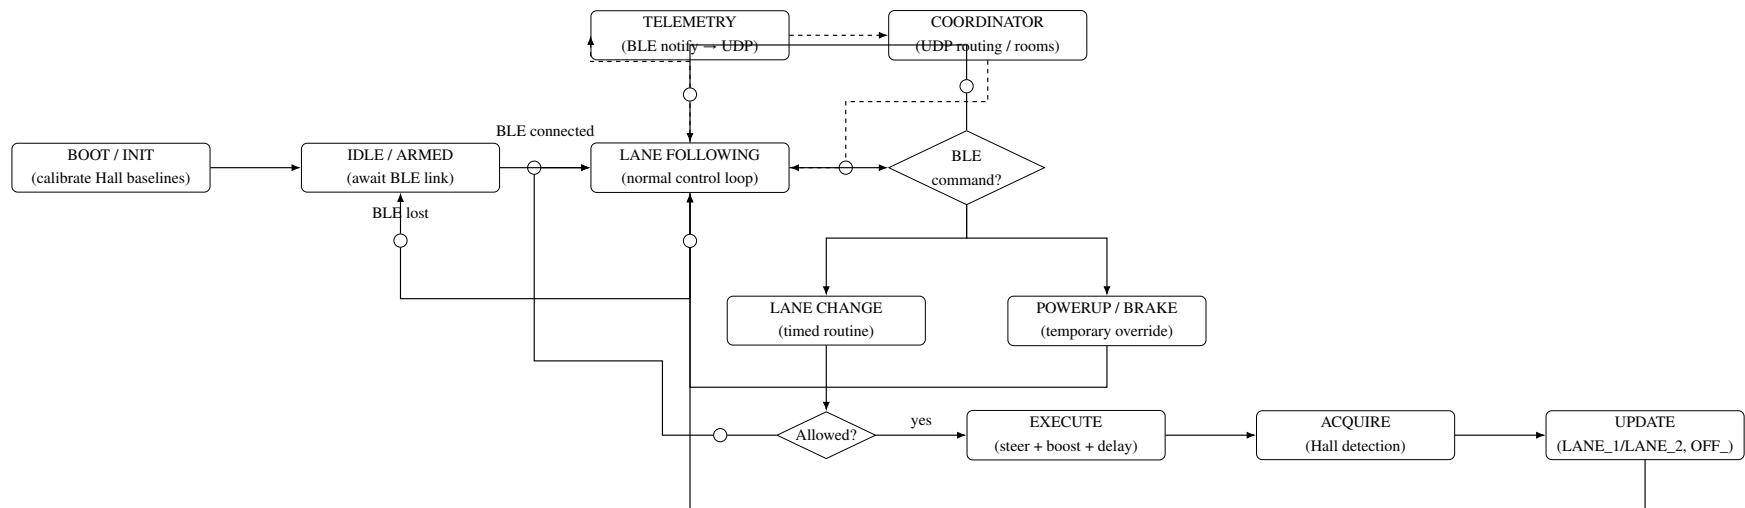 TELEMETRY
(BLE notify → UDP)
COORDINATOR
(UDP routing / rooms)
BLE connected
BOOT / INIT
(calibrate Hall baselines)
IDLE / ARMED
(await BLE link)
LANE FOLLOWING
(normal control loop)
BLE
command?
BLE lost
LANE CHANGE
(timed routine)
POWERUP / BRAKE
(temporary override)
Allowed?
yes
EXECUTE
(steer + boost + delay)
ACQUIRE
(Hall detection)
UPDATE
(LANE_1/LANE_2, OFF_)